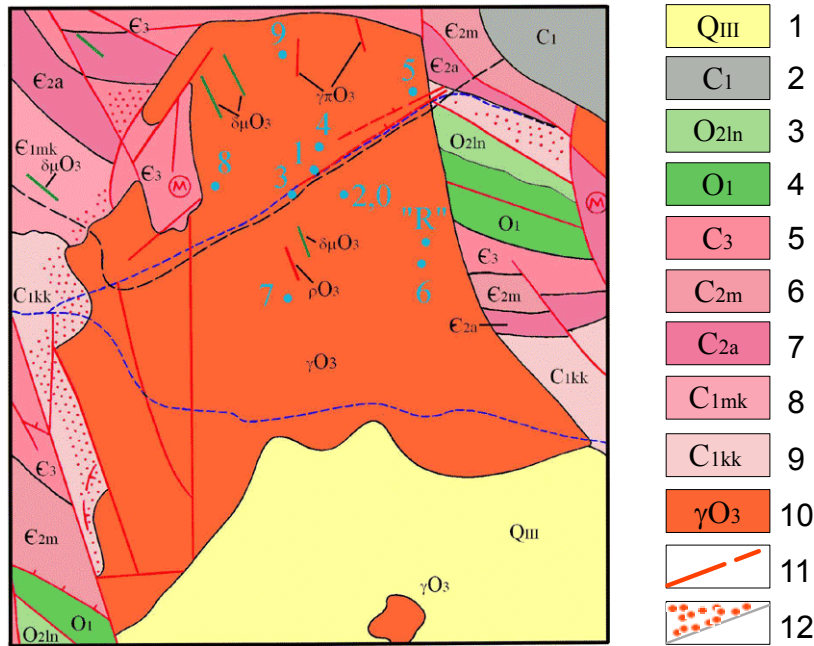 Є3
9
Є2m
C1
QIII 1
Є2a
γπO3
5
Є2a
C1 2
δμO3
4
O2ln
O2ln 3
Є1mk
δμO3
Є3
1
8
3
2,0
M
M
O1 4
"R"
O1
C3 5
δμO3
Є3
6
C2m 6
C1kk
7
ρO3
Є2m
Є2a
C2a 7
γO3
C1kk
C1mk 8
C1kk 9
Є3
γO3 10
Є2m
QIII
11
γO3
O1
O2ln
12